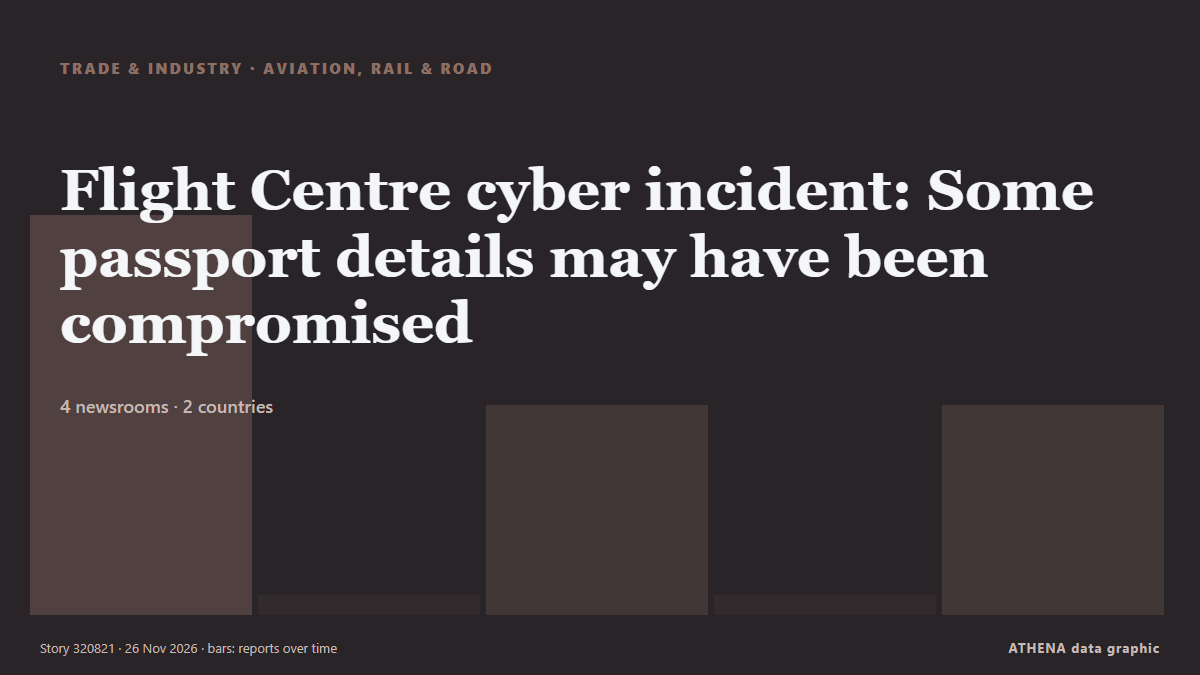 TRADE & INDUSTRY · AVIATION, RAIL & ROAD
Flight Centre cyber incident: Some
passport details may have been
compromised
4 newsrooms · 2 countries
Story 320821 · 26 Nov 2026 · bars: reports over time
ATHENA data graphic